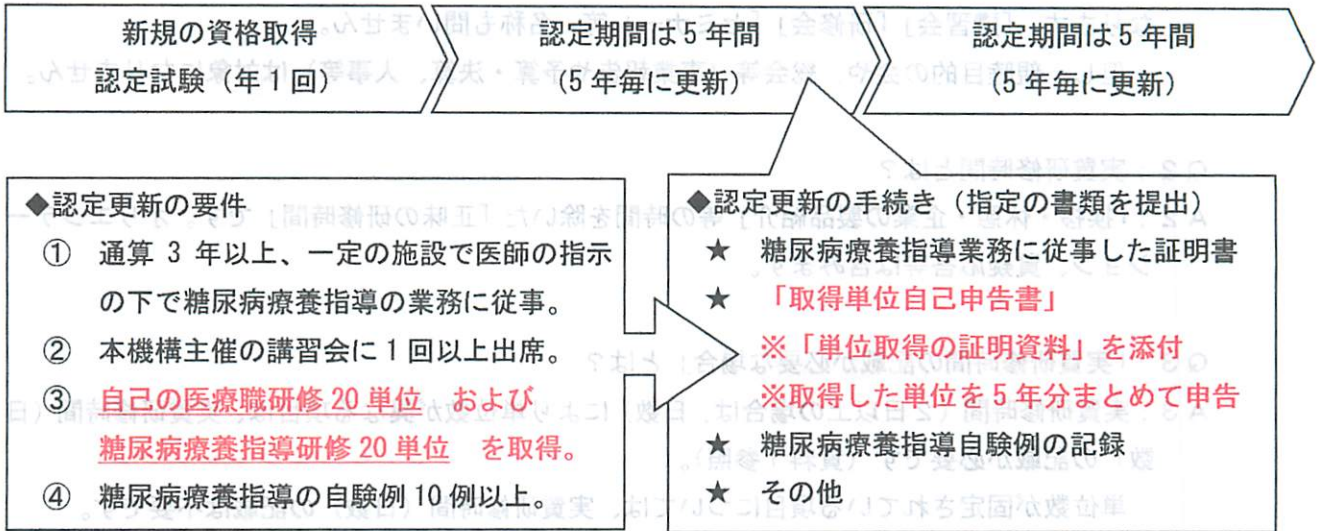 新規の資格取得
認定試験（年1回）
認定期間は5年間
（5年毎に更新）
認定期間は5年間
（5年毎に更新）
◆認定更新の要件
① 通算 3 年以上、一定の施設で医師の指示
の下で糖尿病療養指導の業務に従事。
② 本機構主催の講習会に1回以上出席。
③ 自己の医療職研修 20 単位 および
糖尿病療養指導研修 20 単位 を取得。
④ 糖尿病療養指導の自験例 10 例以上。
◆認定更新の手続き（指定の書類を提出）
★ 糖尿病療養指導業務に従事した証明書
★ 「取得単位自己申告書」
※「単位取得の証明資料」を添付
※取得した単位を5年分まとめて申告
★ 糖尿病療養指導自験例の記録
★ その他